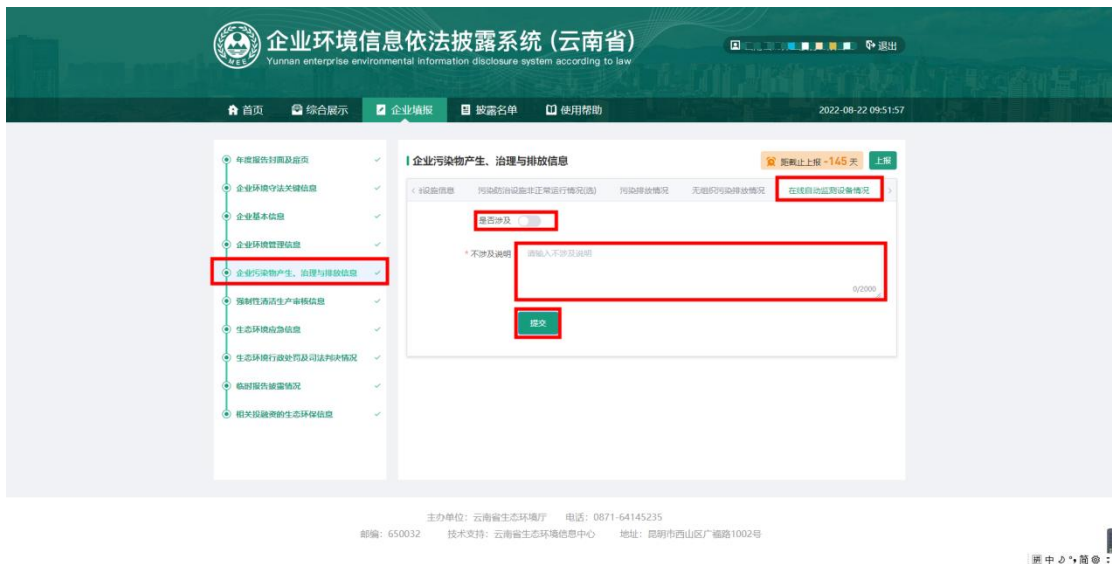 企业环境信息依法披露系统 (云南省)
Yunnan enterprise environmental information disclosure system according to law
退出
首页 综合展示 企业填报 披露名单 使用帮助 2022-08-22 09:51:57
年度报告封面及扉页
企业环境守法关键信息
企业基本信息
企业环境管理信息
企业污染物产生、治理与排放信息
强制性清洁生产审核信息
生态环境应急信息
生态环境行政处罚及司法判决情况
临时报告披露情况
相关投融资的生态环保信息
企业污染物产生、治理与排放信息 距截止上报 -145 天 上报
设施信息 污染防治设施非正常运行情况(选) 污染排放情况 无组织污染排放情况 在线自动监测设备情况
是否涉及
* 不涉及说明 请输入不涉及说明
0/2000
提交
主办单位：云南省生态环境厅 电话：0871-64145235
邮编：650032 技术支持：云南省生态环境信息中心 地址：昆明市西山区广福路1002号
中 简